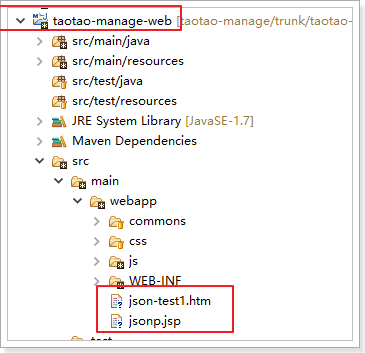 taotao-manage-web [taotao-manage/trunk/taotao-
src/main/java
src/main/resources
src/test/java
src/test/resources
JRE System Library [JavaSE-1.7]
Maven Dependencies
src
main
webapp
commons
css
js
WEB-INF
json-test1.htm
jsonp.jsp
test